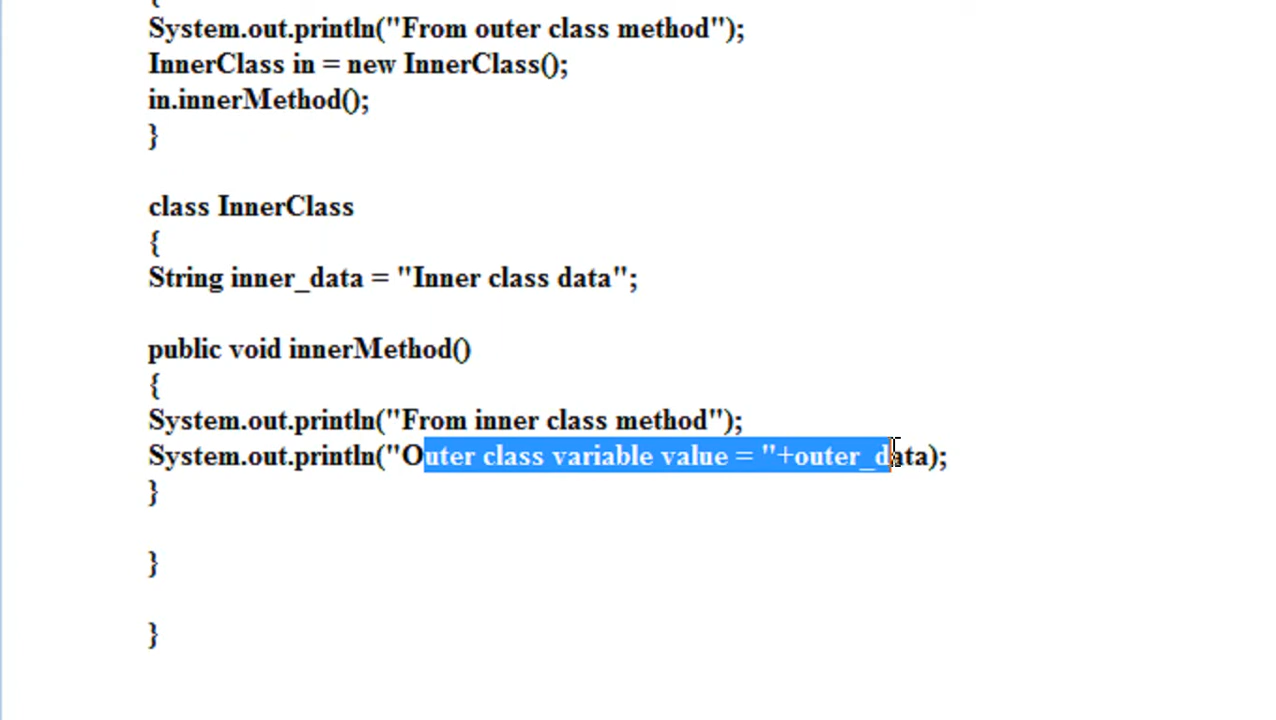 {
System.out.println("From outer class method");
InnerClass in = new InnerClass();
in.innerMethod();
}
class InnerClass
{
String inner_data = "Inner class data";
public void innerMethod()
{
System.out.println("From inner class method");
System.out.println("Outer class variable value = "+outer_data);
}
}
}